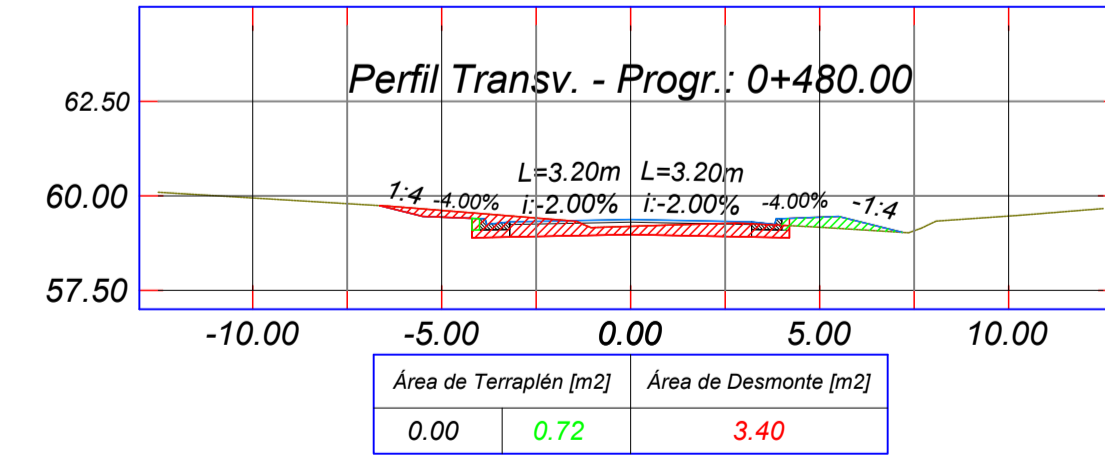 Perfil Transv. - Progr.: 0+480.00
62.50
L=3.20m L=3.20m
60.00
1:4 -4.00% i:-2.00% i:-2.00% -4.00% -1:4
57.50
-10.00 -5.00 0.00 5.00 10.00
Área de Terraplén [m2] Área de Desmonte [m2]
0.00 0.72 3.40